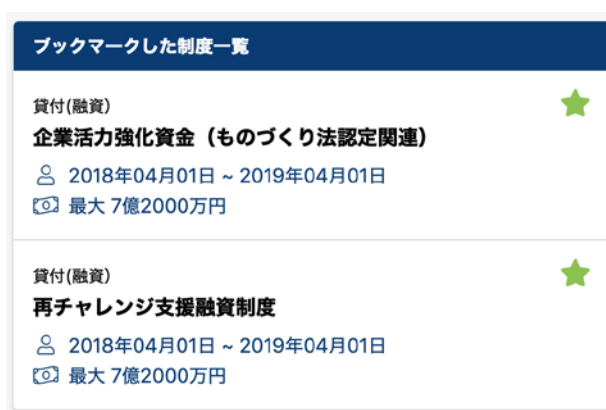 ブックマークした制度一覧
貸付(融資)
企業活力強化資金（ものづくり法認定関連）
2018年04月01日 ~ 2019年04月01日
最大 7億2000万円
貸付(融資)
再チャレンジ支援融資制度
2018年04月01日 ~ 2019年04月01日
最大 7億2000万円